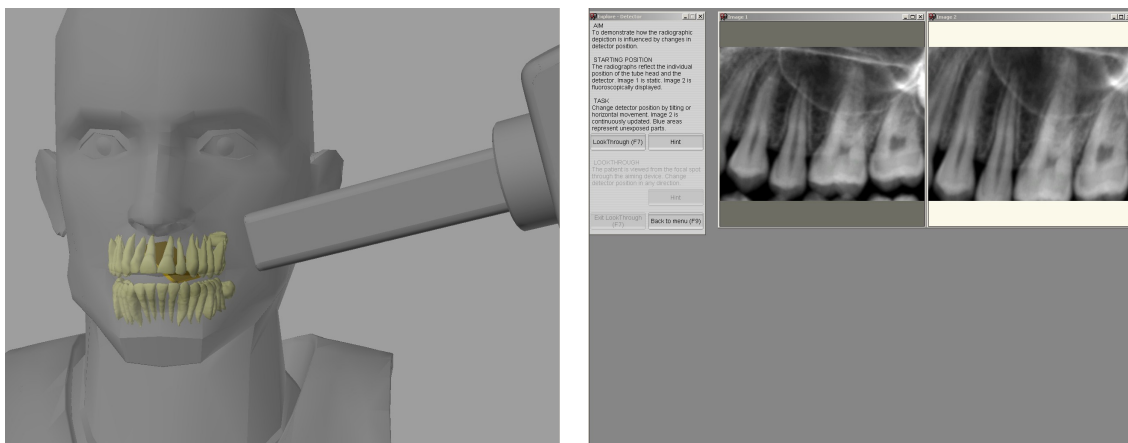 Explore - Detector
Image 1
Image 2
AIM
To demonstrate how the radiographic
depiction is influenced by changes in
detector position.
STARTING POSITION
The radiographs reflect the individual
position of the tube head and the
detector. Image 1 is static. Image 2 is
fluoroscopically displayed.
TASK
Change detector position by tilting or
horizontal movement. Image 2 is
continuously updated. Blue areas
represent unexposed parts.
LookThrough (F7)
Hint
LOOKTHROUGH
The patient is viewed from the focal spot
through the aiming device. Change
detector position in any direction.
Hint
Exit LookThrough
(F7)
Back to menu (F9)